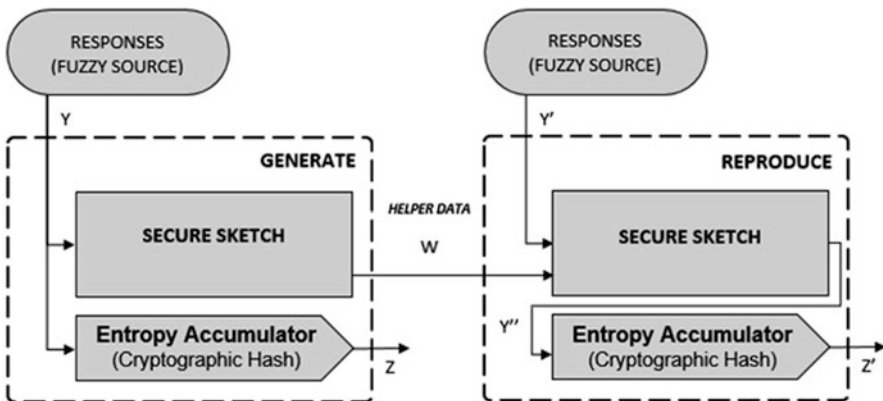 RESPONSES
(FUZZY SOURCE)
Y
GENERATE
SECURE SKETCH
Entropy Accumulator
(Cryptographic Hash)
Z
HELPER DATA
W
RESPONSES
(FUZZY SOURCE)
Y'
REPRODUCE
SECURE SKETCH
Y''
Entropy Accumulator
(Cryptographic Hash)
Z'